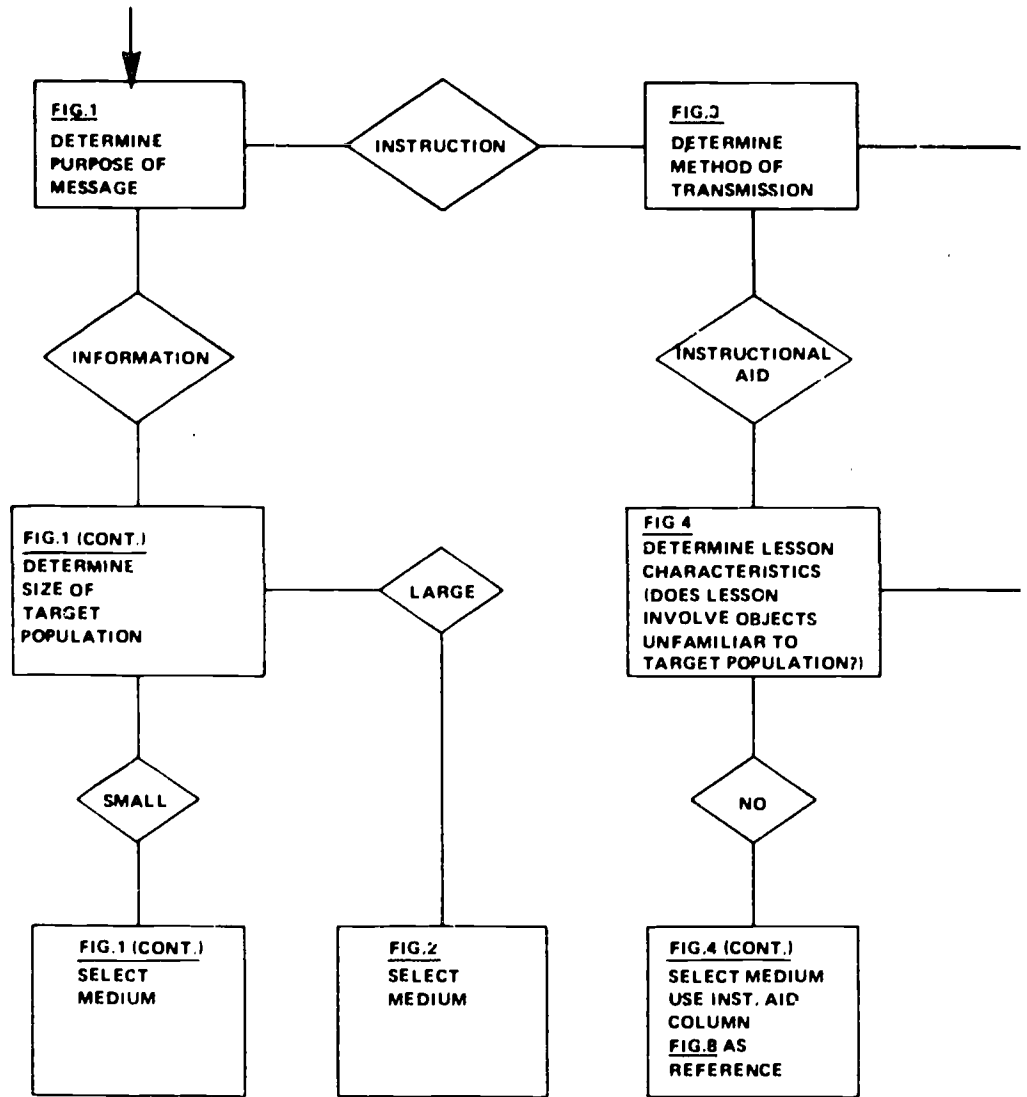 FIG.1
DETERMINE
PURPOSE OF
MESSAGE
INSTRUCTION
FIG.3
DETERMINE
METHOD OF
TRANSMISSION
INFORMATION
INSTRUCTIONAL
AID
FIG.1 (CONT.)
DETERMINE
SIZE OF
TARGET
POPULATION
LARGE
FIG 4
DETERMINE LESSON
CHARACTERISTICS
(DOES LESSON
INVOLVE OBJECTS
UNFAMILIAR TO
TARGET POPULATION?)
SMALL
NO
FIG.1 (CONT.)
SELECT
MEDIUM
FIG.2
SELECT
MEDIUM
FIG.4 (CONT.)
SELECT MEDIUM
USE INST. AID
COLUMN
FIG.8 AS
REFERENCE